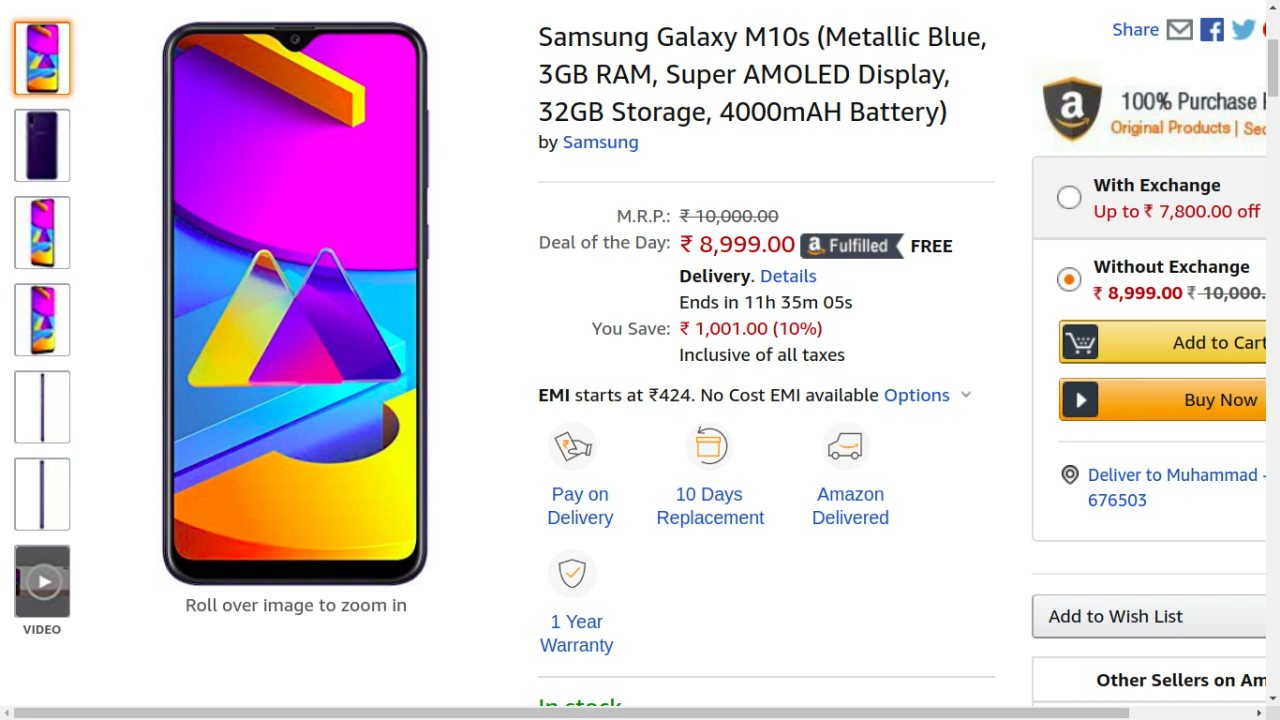 Samsung Galaxy M10s (Metallic Blue,
3GB RAM, Super AMOLED Display,
32GB Storage, 4000mAH Battery)
by Samsung
M.R.P.: ₹ 10,000.00
Deal of the Day: ₹ 8,999.00 a Fulfilled FREE
Delivery. Details
Ends in 11h 35m 05s
You Save: ₹ 1,001.00 (10%)
Inclusive of all taxes
EMI starts at ₹424. No Cost EMI available Options
Pay on
Delivery
10 Days
Replacement
Amazon
Delivered
1 Year
Warranty
In stock
Roll over image to zoom in
VIDEO
Share
a
100% Purchase
Original Products | Sec
With Exchange
Up to ₹ 7,800.00 off
Without Exchange
₹ 8,999.00 ₹ 10,000.
Add to Cart
Buy Now
Deliver to Muhammad -
676503
Add to Wish List
Other Sellers on Am